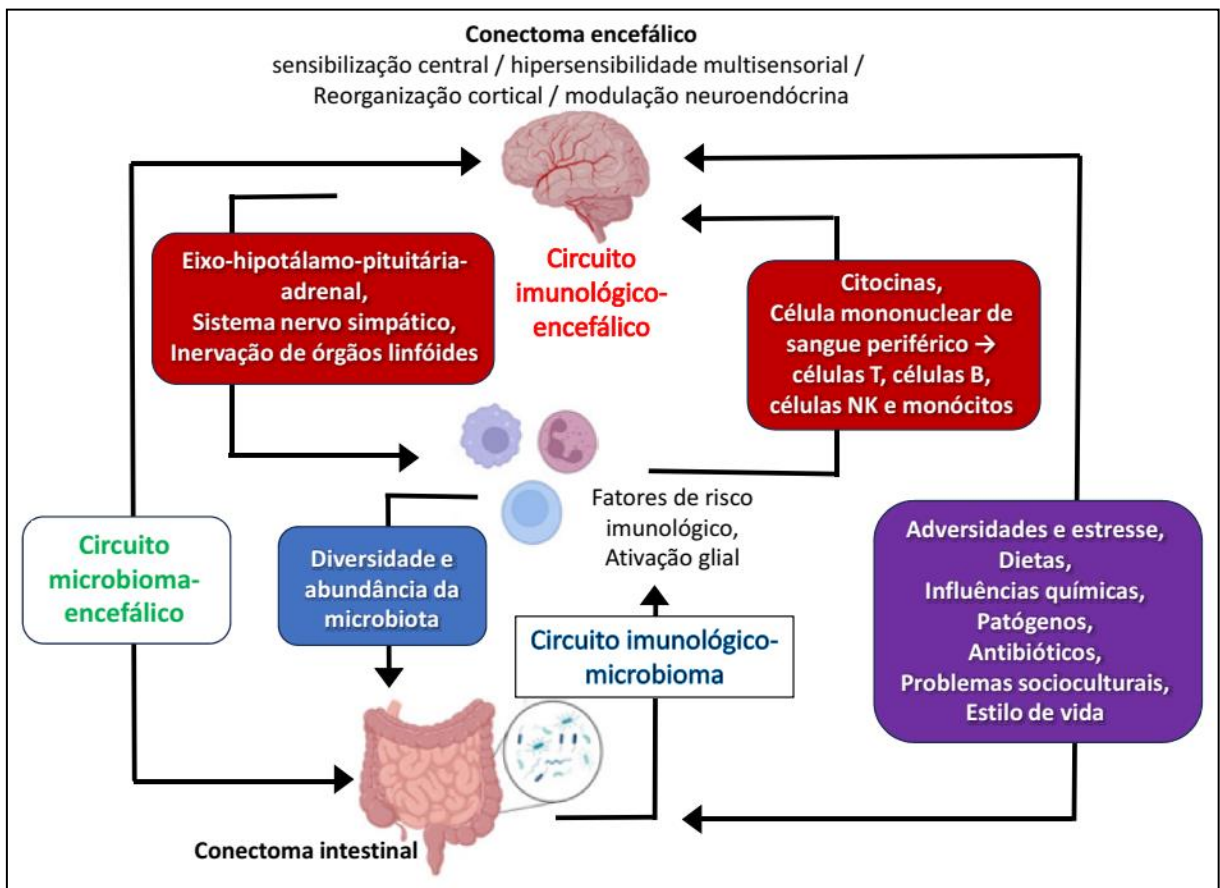 Conectoma encefálico
sensibilização central / hipersensibilidade multisensorial /
Reorganização cortical / modulação neuroendócrina
Eixo-hipotálamo-pituitária-
adrenal,
Sistema nervo simpático,
Inervação de órgãos linfóides
Circuito
imunológico-
encefálico
Citocinas,
Célula mononuclear de
sangue periférico →
células T, células B,
células NK e monócitos
Fatores de risco
imunológico,
Ativação glial
Circuito
microbioma-
encefálico
Diversidade e
abundância da
microbiota
Circuito imunológico-
microbioma
Adversidades e estresse,
Dietas,
Influências químicas,
Patógenos,
Antibióticos,
Problemas socioculturais,
Estilo de vida
Conectoma intestinal